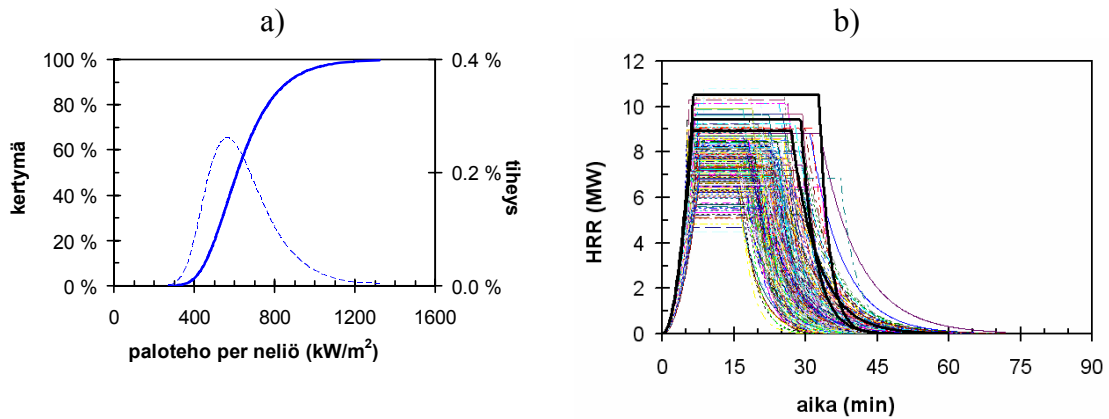 a)
100 %
80 %
60 %
40 %
20 %
0 %
kertymä
0.4 %
0.2 %
0.0 %
tiheys
0 400 800 1200 1600
paloteho per neliö (kW/m²)
b)
12
10
8
6
4
2
0
HRR (MW)
0 15 30 45 60 75 90
aika (min)